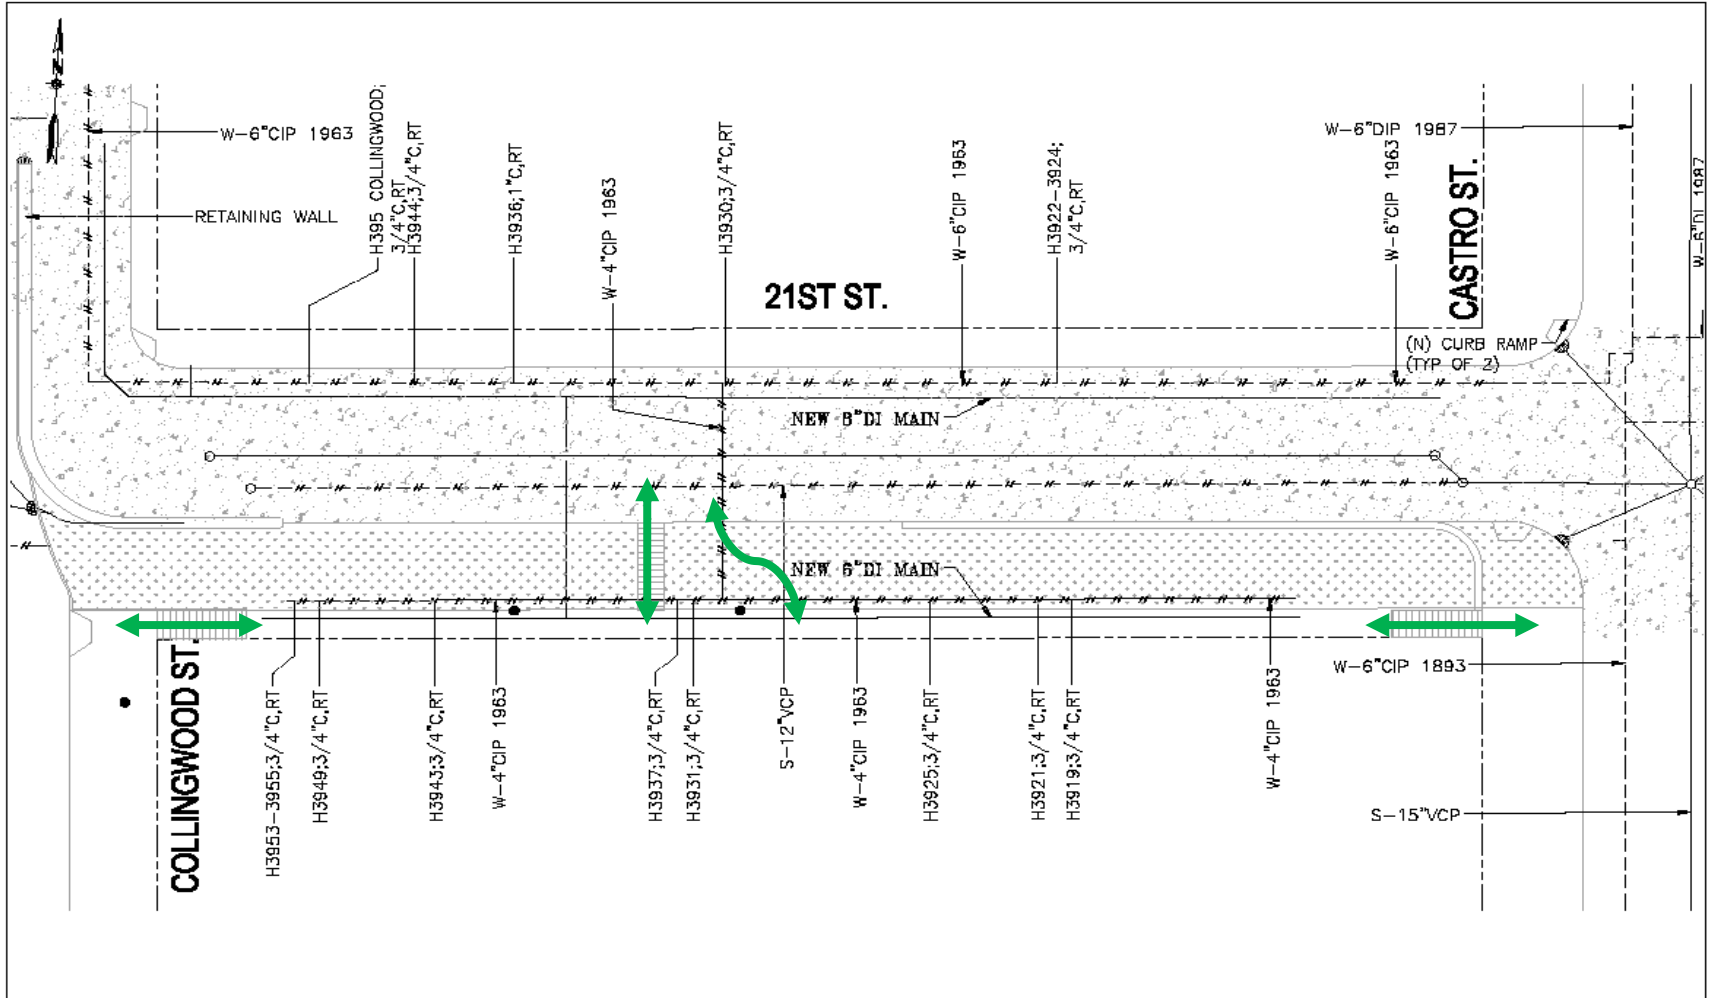 N
W-6"CIP 1963
RETAINING WALL
H395 COLLINGWOOD;
3/4"C,RT
H3944;3/4"C,RT
H3936;1"C,RT
W-4"CIP 1963
H3930;3/4"C,RT
W-6"CIP 1963
H3922-3924;
3/4"C,RT
W-6"DIP 1987
W-6"CIP 1963
CASTRO ST.
W-6"DI 1987
21ST ST.
(N) CURB RAMP
(TYP OF 2)
NEW 8"DI MAIN
NEW 6"DI MAIN
COLLINGWOOD ST.
H3953-3955;3/4"C,RT
H3949;3/4"C,RT
H3943;3/4"C,RT
W-4"CIP 1963
H3937;3/4"C,RT
H3931;3/4"C,RT
S-12"VCP
W-4"CIP 1963
H3925;3/4"C,RT
H3921;3/4"C,RT
H3919;3/4"C,RT
W-4"CIP 1963
W-6"CIP 1893
S-15"VCP